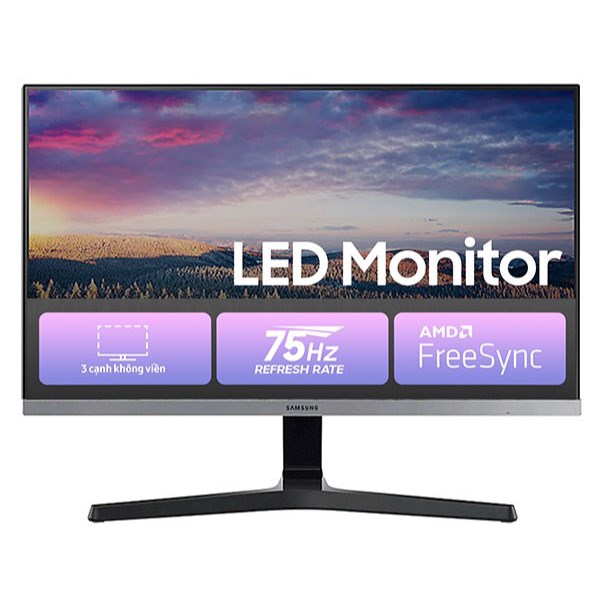 LED Monitor
3 cạnh không viền
75Hz
REFRESH RATE
AMD
FreeSync
SAMSUNG